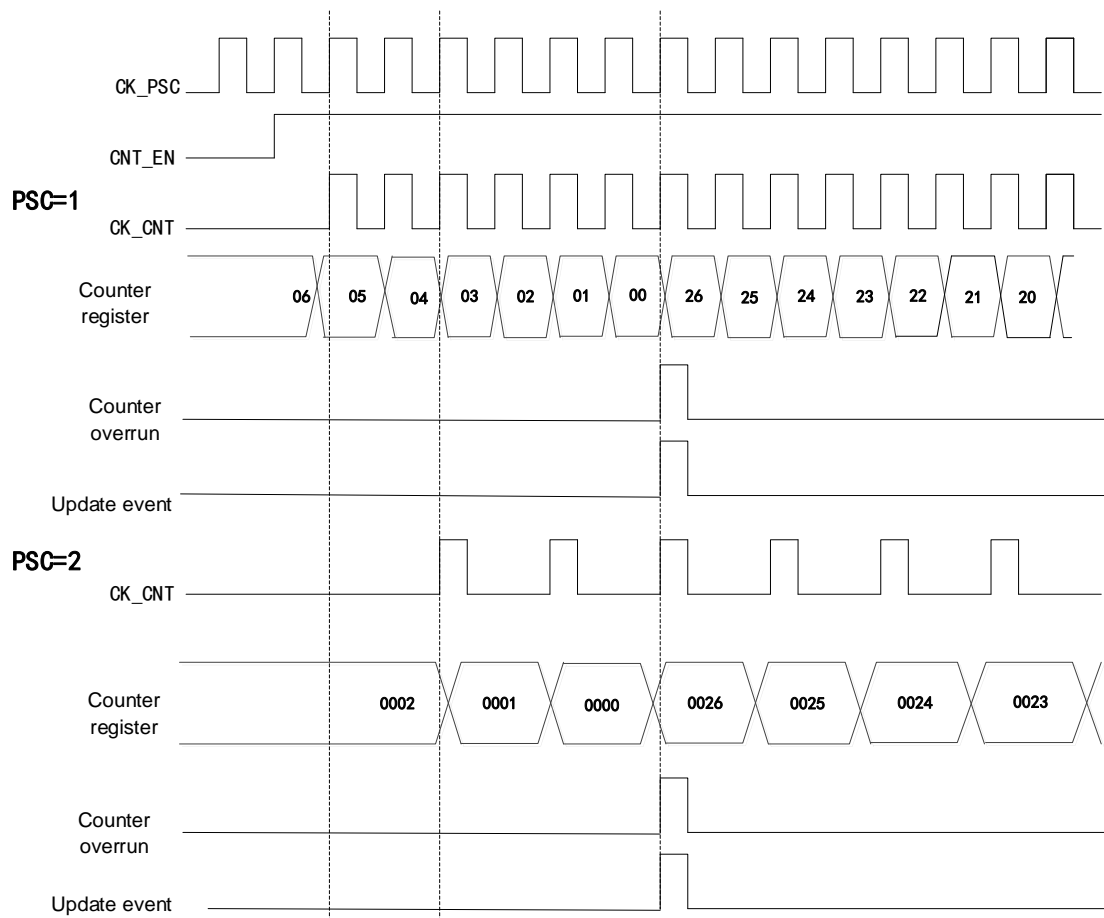 CK_PSC
CNT_EN
PSC=1
CK_CNT
Counter
register
06 05 04 03 02 01 00 26 25 24 23 22 21 20
Counter
overrun
Update event
PSC=2
CK_CNT
Counter
register
0002 0001 0000 0026 0025 0024 0023
Counter
overrun
Update event